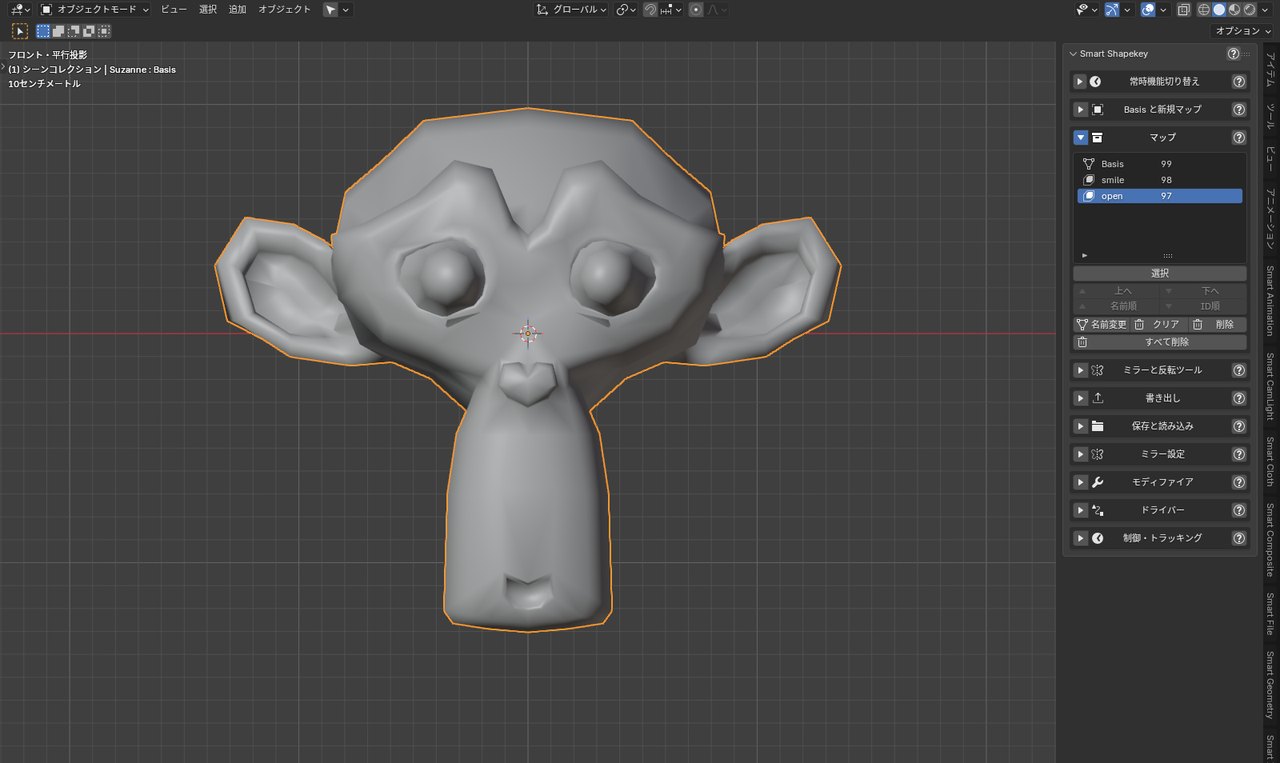 オブジェクトモード ビュー 選択 追加 オブジェクト グローバル
オプション
フロント・平行投影
(1) シーンコレクション | Suzanne : Basis
10センチメートル
Smart Shapekey
常時機能切り替え
Basis と新規マップ
マップ
Basis 99
smile 98
open 97
選択
上へ 下へ
名前順 ID順
名前変更 クリア 削除
すべて削除
ミラーと反転ツール
書き出し
保存と読み込み
ミラー設定
モディファイア
ドライバー
制御・トラッキング
アイテム
ツール
ビュー
アニメーション
Smart Animation
Smart CamLight
Smart Cloth
Smart Composite
Smart File
Smart Geometry
Smart